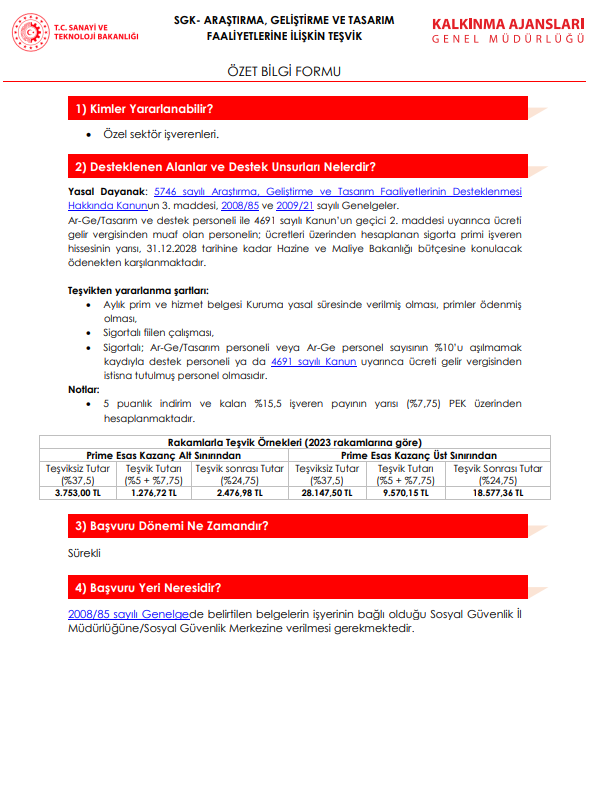 T.C. SANAYİ VE
TEKNOLOJİ BAKANLIĞI
SGK- ARAŞTIRMA, GELİŞTİRME VE TASARIM
FAALİYETLERİNE İLİŞKİN TEŞVİK
KALKINMA AJANSLARI
GENEL MÜDÜRLÜĞÜ
ÖZET BİLGİ FORMU
1) Kimler Yararlanabilir?
• Özel sektör işverenleri.
2) Desteklenen Alanlar ve Destek Unsurları Nelerdir?
Yasal Dayanak: 5746 sayılı Araştırma, Geliştirme ve Tasarım Faaliyetlerinin Desteklenmesi
Hakkında Kanunun 3. maddesi, 2008/85 ve 2009/21 sayılı Genelgeler.
Ar-Ge/Tasarım ve destek personeli ile 4691 sayılı Kanun'un geçici 2. maddesi uyarınca ücreti
gelir vergisinden muaf olan personelin; ücretleri üzerinden hesaplanan sigorta primi işveren
hissesinin yarısı, 31.12.2028 tarihine kadar Hazine ve Maliye Bakanlığı bütçesine konulacak
ödenekten karşılanmaktadır.
Teşvikten yararlanma şartları:
• Aylık prim ve hizmet belgesi Kuruma yasal süresinde verilmiş olması, primler ödenmiş
olması,
• Sigortalı fiilen çalışması,
• Sigortalı; Ar-Ge/Tasarım personeli veya Ar-Ge personel sayısının %10'u aşılmamak
kaydıyla destek personeli ya da 4691 sayılı Kanun uyarınca ücreti gelir vergisinden
istisna tutulmuş personel olmasıdır.
Notlar:
• 5 puanlık indirim ve kalan %15,5 işveren payının yarısı (%7,75) PEK üzerinden
hesaplanmaktadır.
Rakamlarla Teşvik Örnekleri (2023 rakamlarına göre)
Prime Esas Kazanç Alt Sınırından Prime Esas Kazanç Üst Sınırından
Teşviksiz Tutar Teşvik Tutarı Teşvik sonrası Tutar Teşviksiz Tutar Teşvik Tutarı Teşvik Sonrası Tutar
(%37,5) (%5 + %7,75) (%24,75) (%37,5) (%5 + %7,75) (%24,75)
3.753,00 TL 1.276,72 TL 2.476,98 TL 28.147,50 TL 9.570,15 TL 18.577,36 TL
3) Başvuru Dönemi Ne Zamandır?
Sürekli
4) Başvuru Yeri Neresidir?
2008/85 sayılı Genelgede belirtilen belgelerin işyerinin bağlı olduğu Sosyal Güvenlik İl
Müdürlüğüne/Sosyal Güvenlik Merkezine verilmesi gerekmektedir.